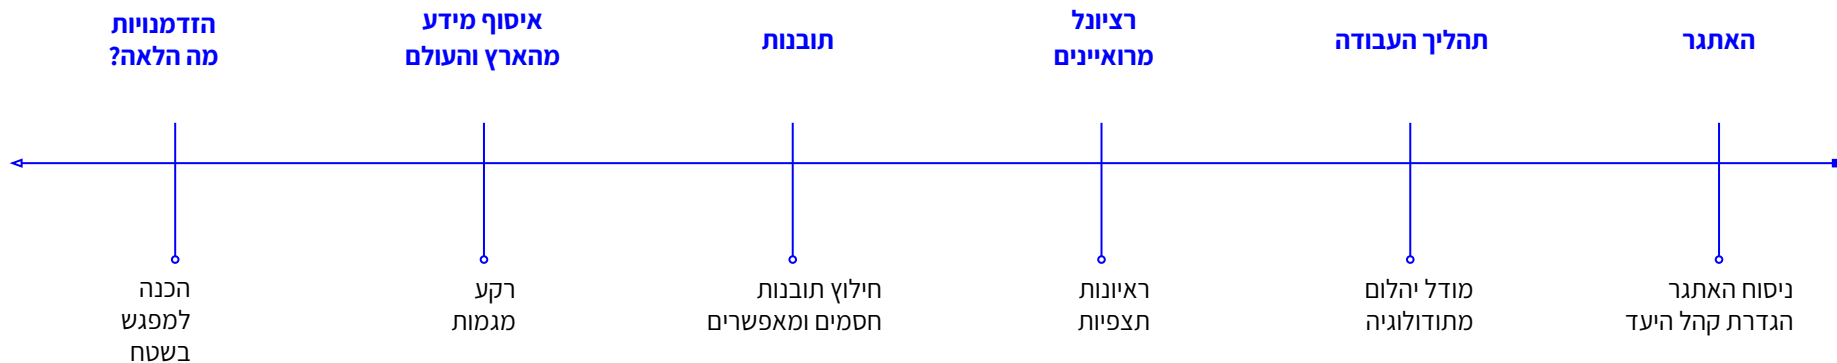 האתגר
תהליך העבודה
רציונל
מרואיינים
תובנות
איסוף מידע
מהארץ והעולם
הזדמנויות
מה הלאה?
ניסוח האתגר
הגדרת קהל היעד
מודל יהלום
מתודולוגיה
ראיונות
תצפיות
חילוץ תובנות
חסמים ומאפשרים
רקע
מגמות
הכנה
למפגש
בשטח